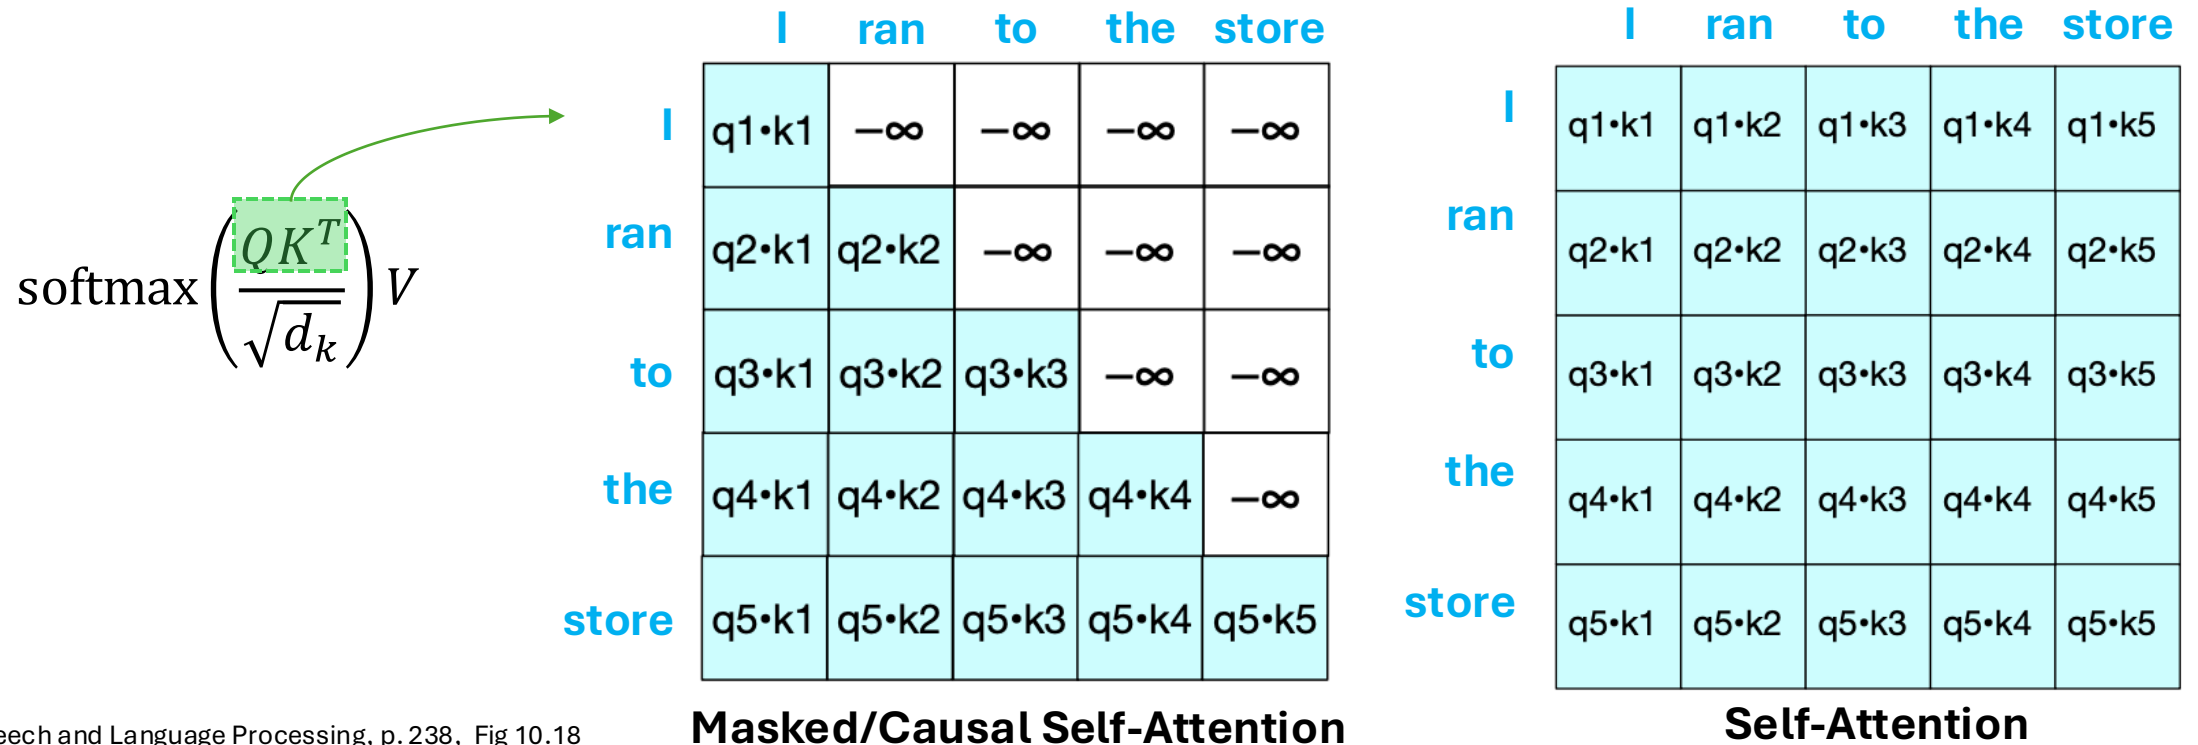 I ran to the store
I q1•k1 −∞ −∞ −∞ −∞
ran q2•k1 q2•k2 −∞ −∞ −∞
to q3•k1 q3•k2 q3•k3 −∞ −∞
the q4•k1 q4•k2 q4•k3 q4•k4 −∞
store q5•k1 q5•k2 q5•k3 q5•k4 q5•k5
Masked/Causal Self-Attention
I ran to the store
I q1•k1 q1•k2 q1•k3 q1•k4 q1•k5
ran q2•k1 q2•k2 q2•k3 q2•k4 q2•k5
to q3•k1 q3•k2 q3•k3 q3•k4 q3•k5
the q4•k1 q4•k2 q4•k3 q4•k4 q4•k5
store q5•k1 q5•k2 q5•k3 q5•k4 q5•k5
Self-Attention
softmax(QK^T/√d_k)V
eech and Language Processing, p. 238, Fig 10.18